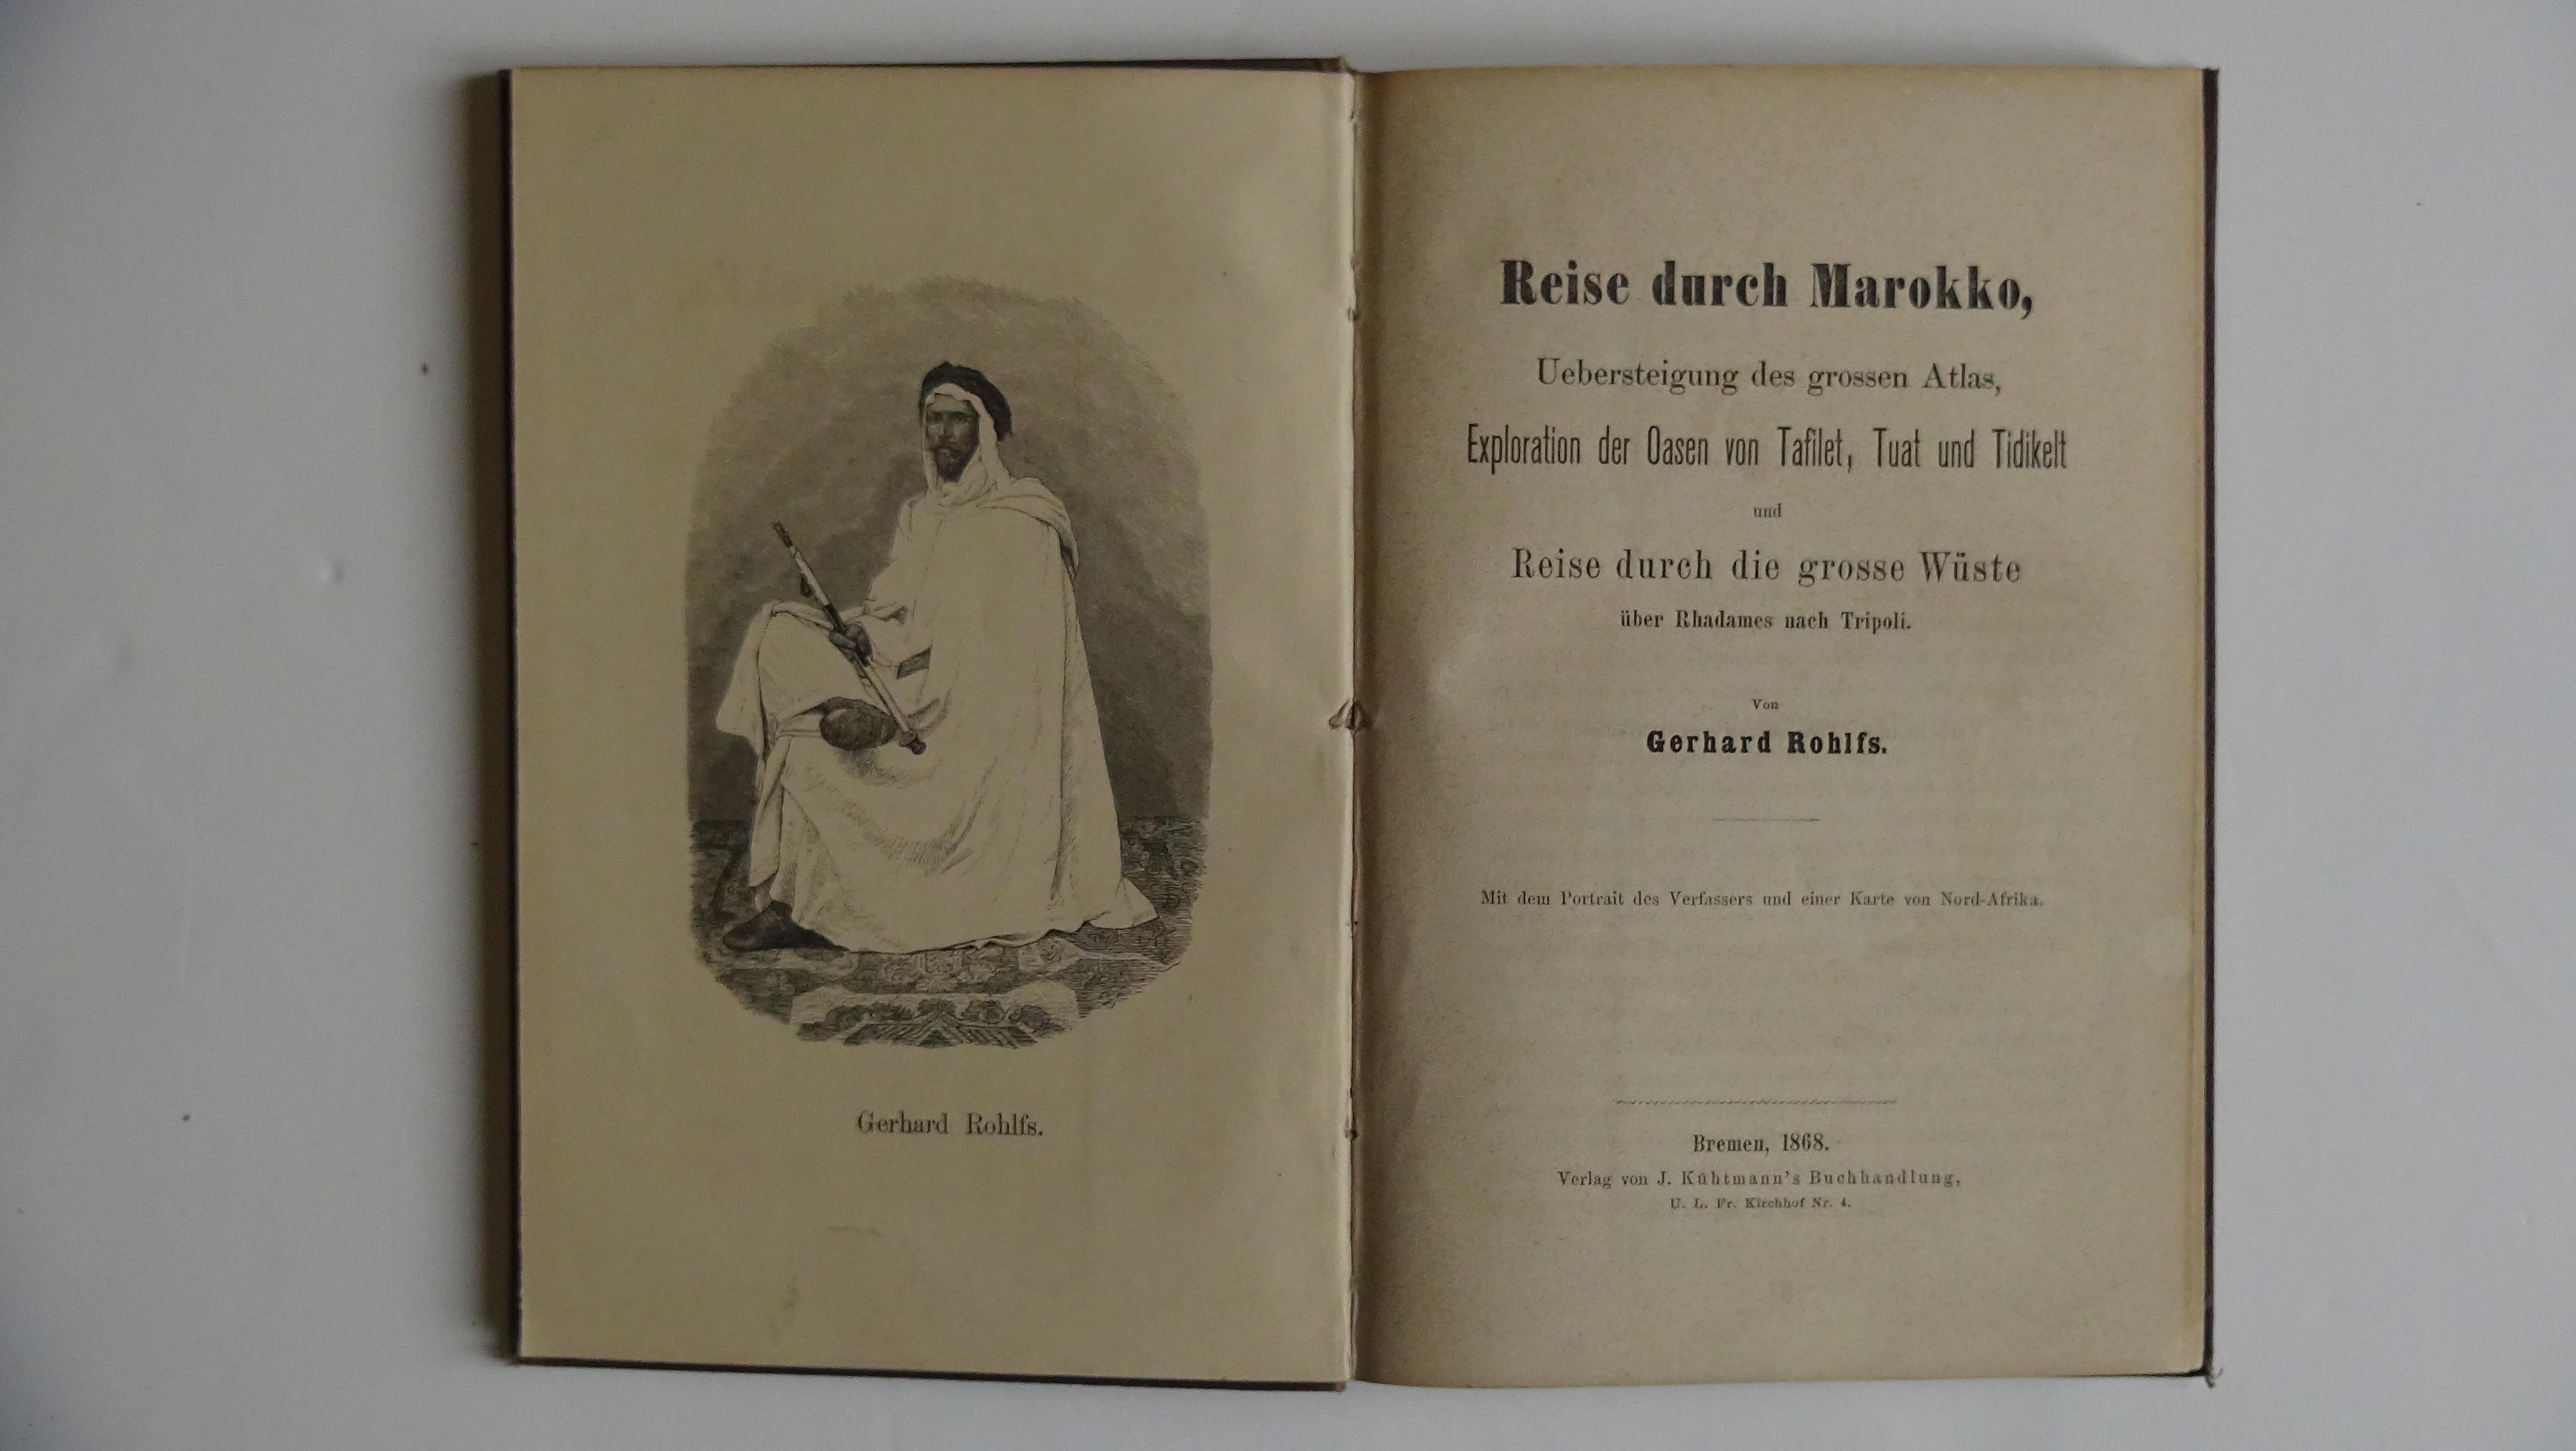 Gerhard Rohlfs.
Reise durch Marokko,
Uebersteigung des grossen Atlas,
Exploration der Oasen von Tafilet, Tuat und Tidikelt
und
Reise durch die grosse Wüste
über Rhadames nach Tripoli.
Von
Gerhard Rohlfs.
Mit dem Portrait des Verfassers und einer Karte von Nord-Afrika.
Bremen, 1868.
Verlag von J. Kühtmann's Buchhandlung,
U. L. Fr. Kirchhof Nr. 4.